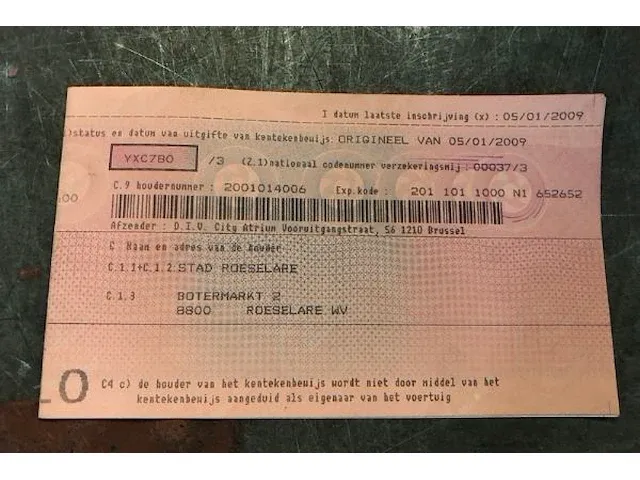 I datum laatste inschrijving (x) : 05/01/2009
)status en datum van uitgifte van kentekenbewijs: ORIGINEEL VAN 05/01/2009
YXC7BO /3 (Z.1)nationaal codenummer verzekeringsmij : 00037/3
C.9 houdernummer : 2001014006 Exp.kode : 201 101 1000 N1 652652
:00
Afzender : D.I.V. City Atrium Vooruitgangstraat, 56 1210 Brussel
C Naam en adres van de houder
C.1.1+C.1.2 STAD ROESELARE
C.1.3 BOTERMARKT 2
8800 ROESELARE WV
LO
C4 c) de houder van het kentekenbewijs wordt niet door middel van het
kentekenbewijs aangeduid als eigenaar van het voertuig